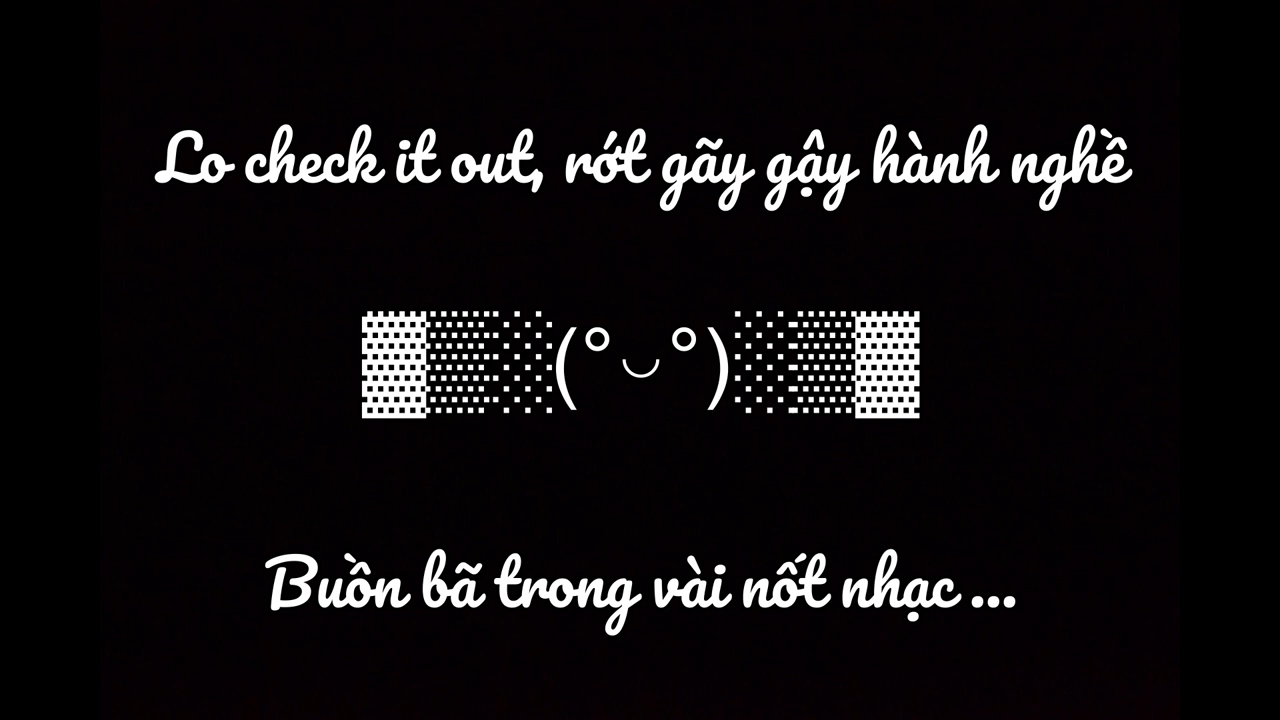 Lo check it out, rớt gãy gậy hành nghề
▓▒░(°◡°)░▒▓
Buồn bã trong vài nốt nhạc ...